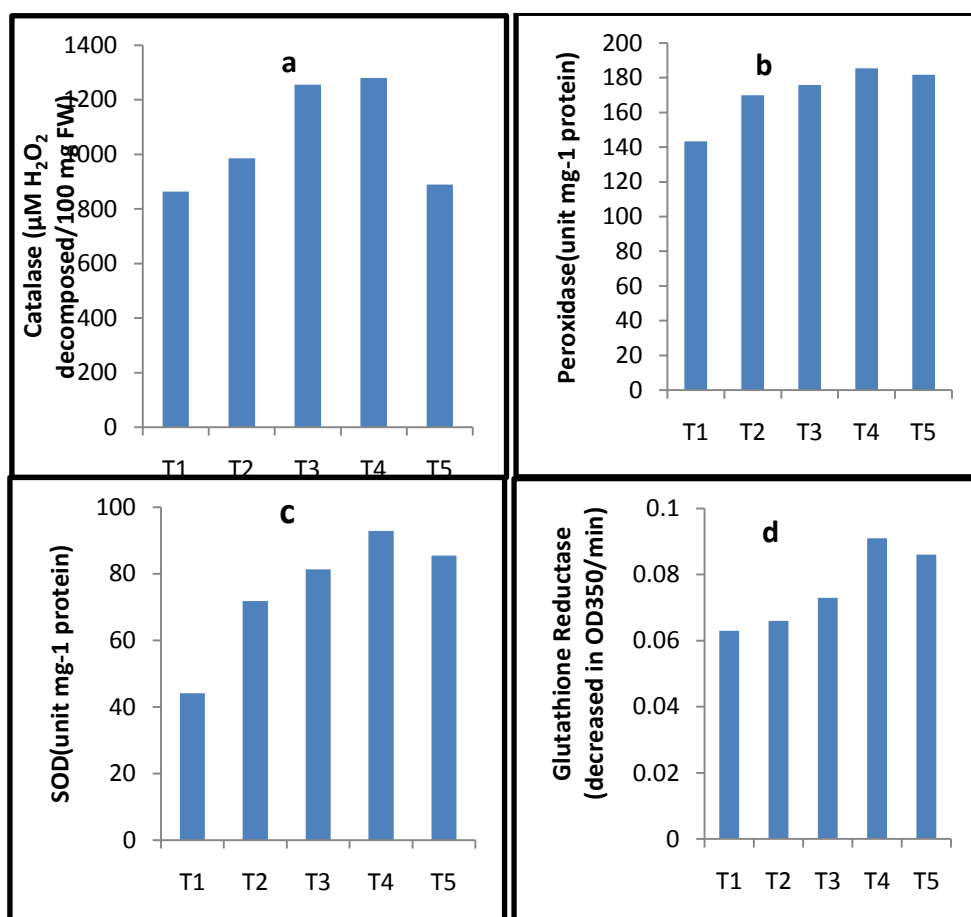 a
Catalase (µM H₂O₂
decomposed/100 mg FW)
1400
1200
1000
800
600
400
200
0
T1 T2 T3 T4 T5
b
Peroxidase(unit mg-1 protein)
200
180
160
140
120
100
80
60
40
20
0
T1 T2 T3 T4 T5
c
SOD(unit mg-1 protein)
100
80
60
40
20
0
T1 T2 T3 T4 T5
d
Glutathione Reductase
(decreased in OD350/min)
0.1
0.08
0.06
0.04
0.02
0
T1 T2 T3 T4 T5